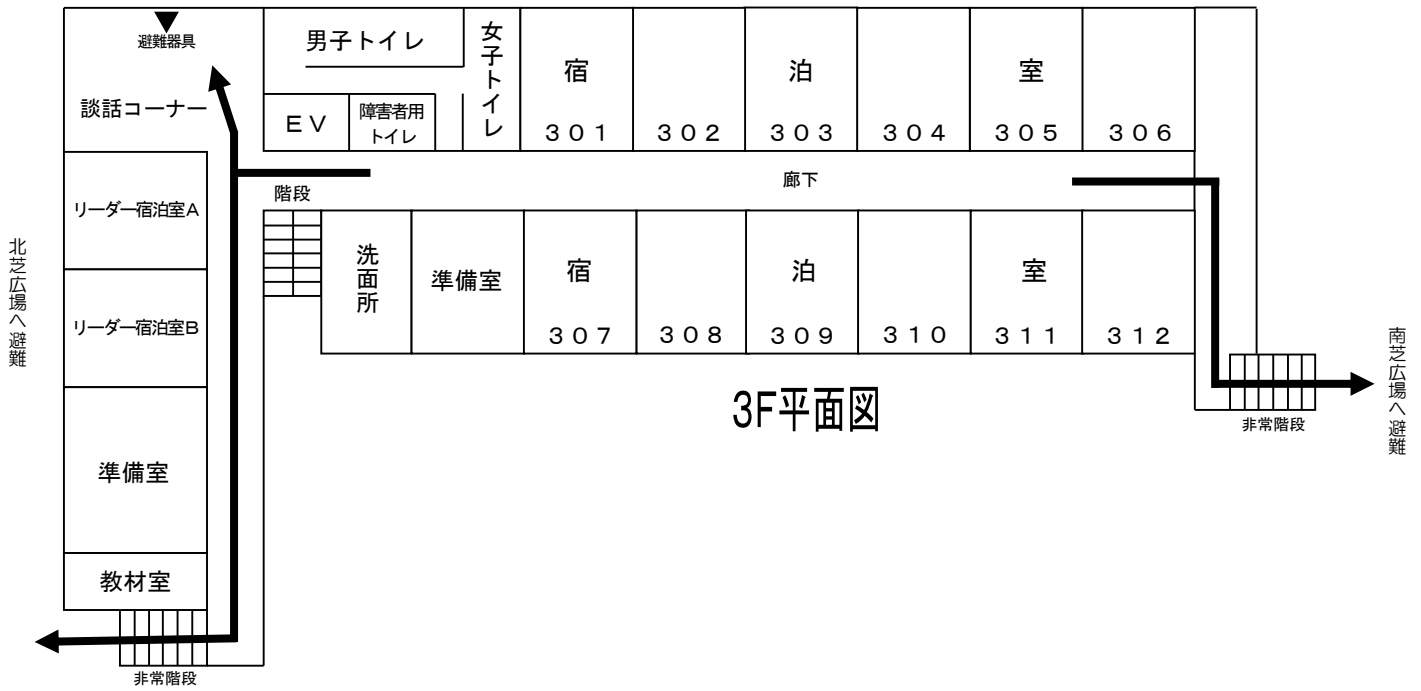 避難器具
談話コーナー
男子トイレ
女子トイレ
EV
障害者用
トイレ
宿 泊 室
301 302 303 304 305 306
廊下
階段
リーダー宿泊室A
リーダー宿泊室B
準備室
教材室
洗面所
準備室
宿 泊 室
307 308 309 310 311 312
3F平面図
北芝広場へ避難
南芝広場へ避難
非常階段
非常階段